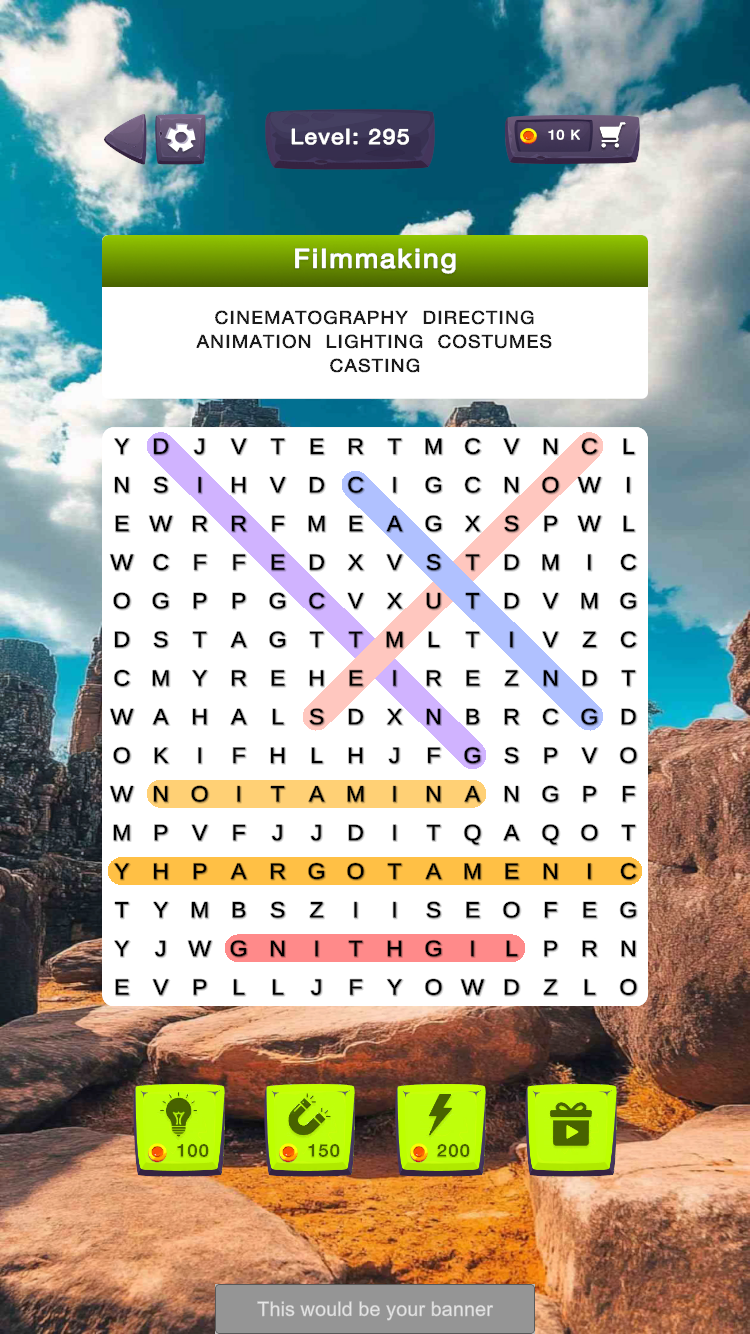 Level: 295
10 K
Filmmaking
CINEMATOGRAPHY DIRECTING
ANIMATION LIGHTING COSTUMES
CASTING
Y D J V T E R T M C V N C L
N S I H V D C I G C N O W I
E W R R F M E A G X S P W L
W C F F E D X V S T D M I C
O G P P G C V X U T D V M G
D S T A G T T M L T I V Z C
C M Y R E H E I R E Z N D T
W A H A L S D X N B R C G D
O K I F H L H J F G S P V O
W N O I T A M I N A N G P F
M P V F J J D I T Q A Q O T
Y H P A R G O T A M E N I C
T Y M B S Z I I S E O F E G
Y J W G N I T H G I L P R N
E V P L L J F Y O W D Z L O
100 150 200
This would be your banner